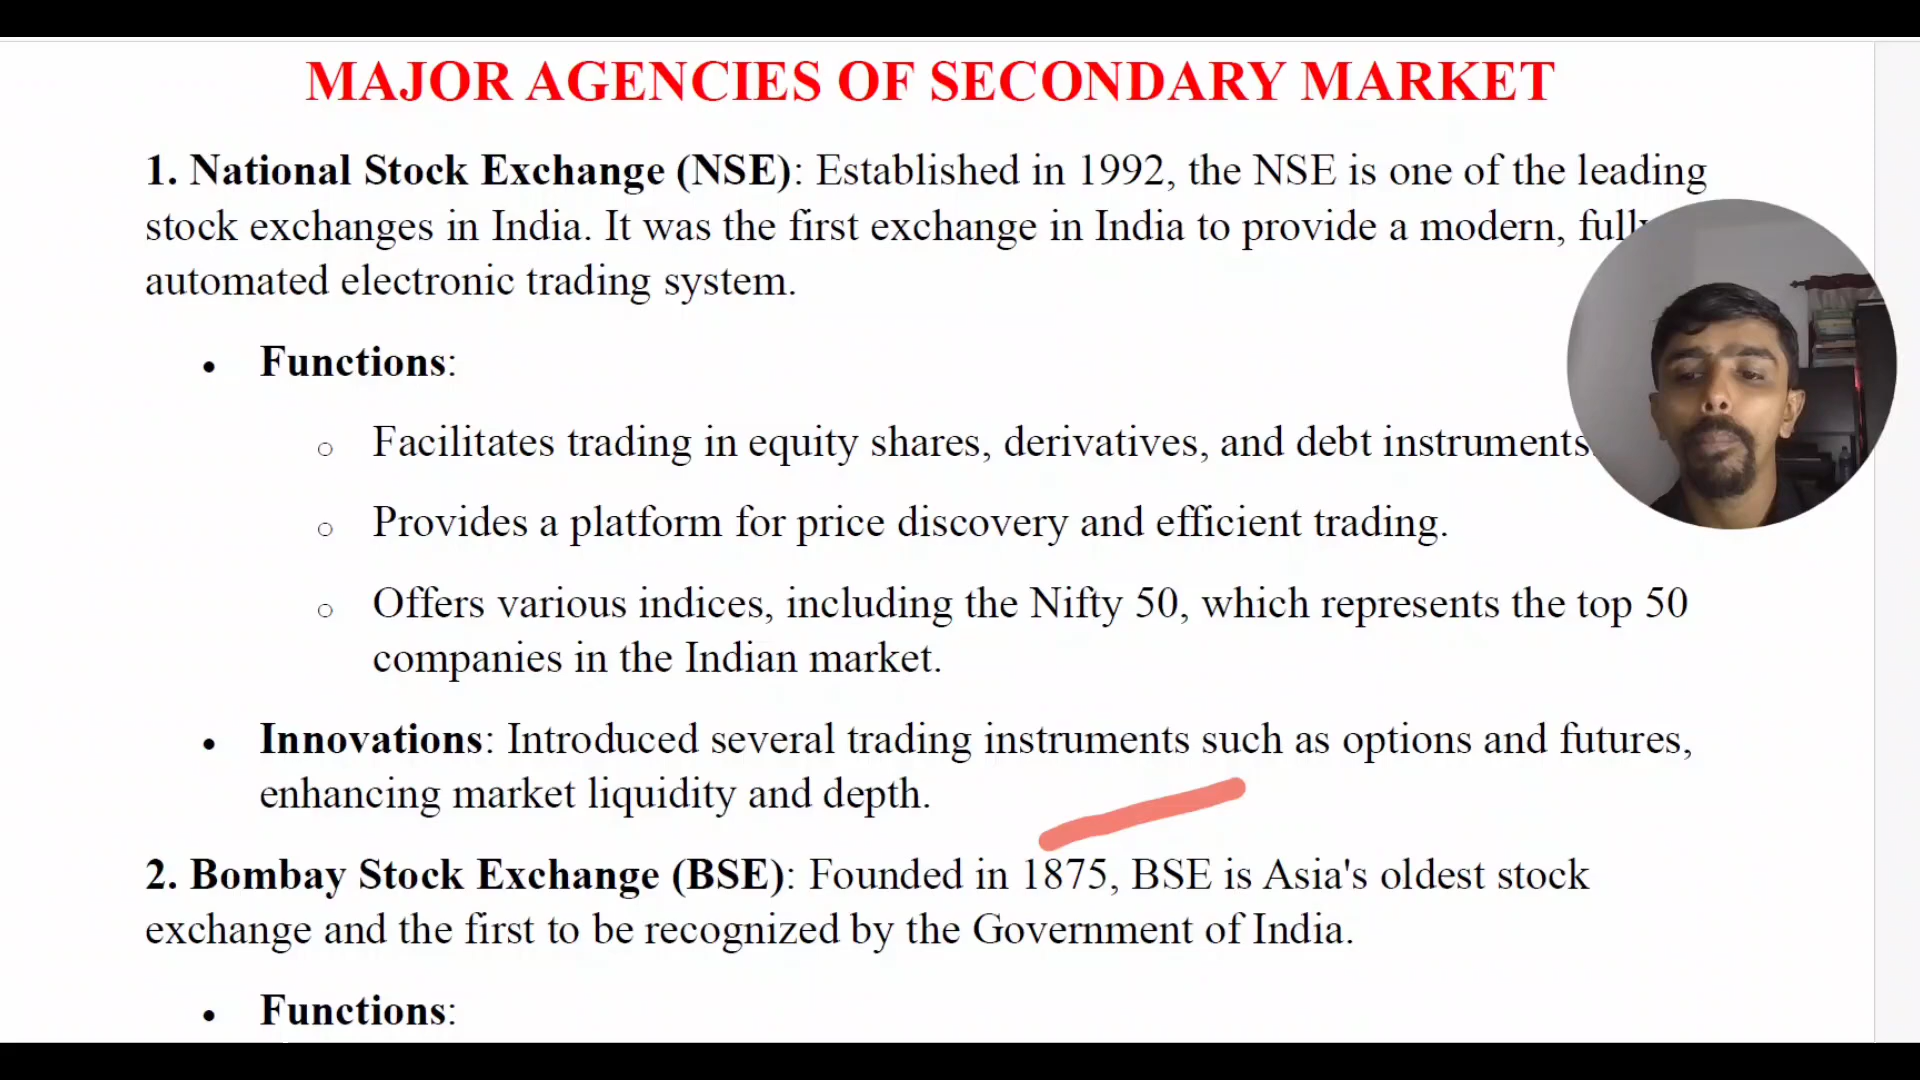 MAJOR AGENCIES OF SECONDARY MARKET
1. National Stock Exchange (NSE): Established in 1992, the NSE is one of the leading
stock exchanges in India. It was the first exchange in India to provide a modern, fully
automated electronic trading system.
• Functions:
○ Facilitates trading in equity shares, derivatives, and debt instruments.
○ Provides a platform for price discovery and efficient trading.
○ Offers various indices, including the Nifty 50, which represents the top 50
companies in the Indian market.
• Innovations: Introduced several trading instruments such as options and futures,
enhancing market liquidity and depth.
2. Bombay Stock Exchange (BSE): Founded in 1875, BSE is Asia's oldest stock
exchange and the first to be recognized by the Government of India.
• Functions: